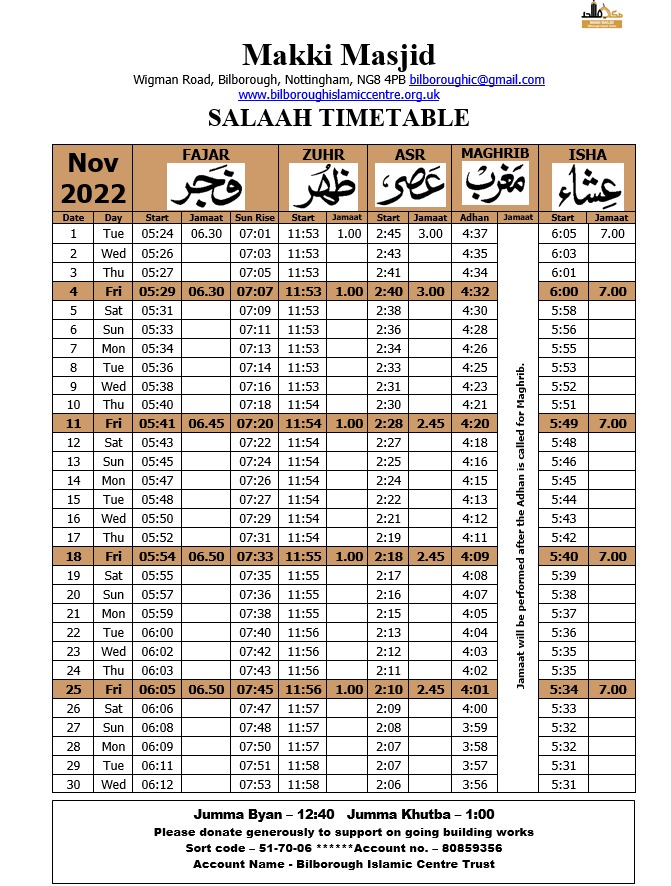 Makki Masjid
Wigman Road, Bilborough, Nottingham, NG8 4PB bilboroughic@gmail.com
www.bilboroughislamiccentre.org.uk
SALAAH TIMETABLE
Nov 2022 FAJAR ZUHR ASR MAGHRIB ISHA
فَجَر ظُهُر عَصَر مَغرِب عِشَاء
Date Day Start Jamaat Sun Rise Start Jamaat Start Jamaat Adhan Jamaat Start Jamaat
1 Tue 05:24 06.30 07:01 11:53 1.00 2:45 3.00 4:37 6:05 7.00
2 Wed 05:26 07:03 11:53 2:43 4:35 6:03
3 Thu 05:27 07:05 11:53 2:41 4:34 6:01
4 Fri 05:29 06.30 07:07 11:53 1.00 2:40 3.00 4:32 6:00 7.00
5 Sat 05:31 07:09 11:53 2:38 4:30 5:58
6 Sun 05:33 07:11 11:53 2:36 4:28 5:56
7 Mon 05:34 07:13 11:53 2:34 4:26 5:55
8 Tue 05:36 07:14 11:53 2:33 4:25 5:53
9 Wed 05:38 07:16 11:53 2:31 4:23 5:52
10 Thu 05:40 07:18 11:54 2:30 4:21 5:51
11 Fri 05:41 06.45 07:20 11:54 1.00 2:28 2.45 4:20 5:49 7.00
12 Sat 05:43 07:22 11:54 2:27 4:18 5:48
13 Sun 05:45 07:24 11:54 2:25 4:16 5:46
14 Mon 05:47 07:26 11:54 2:24 4:15 5:45
15 Tue 05:48 07:27 11:54 2:22 4:13 5:44
16 Wed 05:50 07:29 11:54 2:21 4:12 5:43
17 Thu 05:52 07:31 11:54 2:19 4:11 5:42
18 Fri 05:54 06.50 07:33 11:55 1.00 2:18 2.45 4:09 5:40 7.00
19 Sat 05:55 07:35 11:55 2:17 4:08 5:39
20 Sun 05:57 07:36 11:55 2:16 4:07 5:38
21 Mon 05:59 07:38 11:55 2:15 4:05 5:37
22 Tue 06:00 07:40 11:56 2:13 4:04 5:36
23 Wed 06:02 07:42 11:56 2:12 4:03 5:35
24 Thu 06:03 07:43 11:56 2:11 4:02 5:35
25 Fri 06:05 06.50 07:45 11:56 1.00 2:10 2.45 4:01 5:34 7.00
26 Sat 06:06 07:47 11:57 2:09 4:00 5:33
27 Sun 06:08 07:48 11:57 2:08 3:59 5:32
28 Mon 06:09 07:50 11:57 2:07 3:58 5:32
29 Tue 06:11 07:51 11:58 2:07 3:57 5:31
30 Wed 06:12 07:53 11:58 2:06 3:56 5:31
Jamaat will be performed after the Adhan is called for Maghrib.
Jumma Byan – 12:40 Jumma Khutba – 1:00
Please donate generously to support on going building works
Sort code – 51-70-06 ******Account no. – 80859356
Account Name - Bilborough Islamic Centre Trust